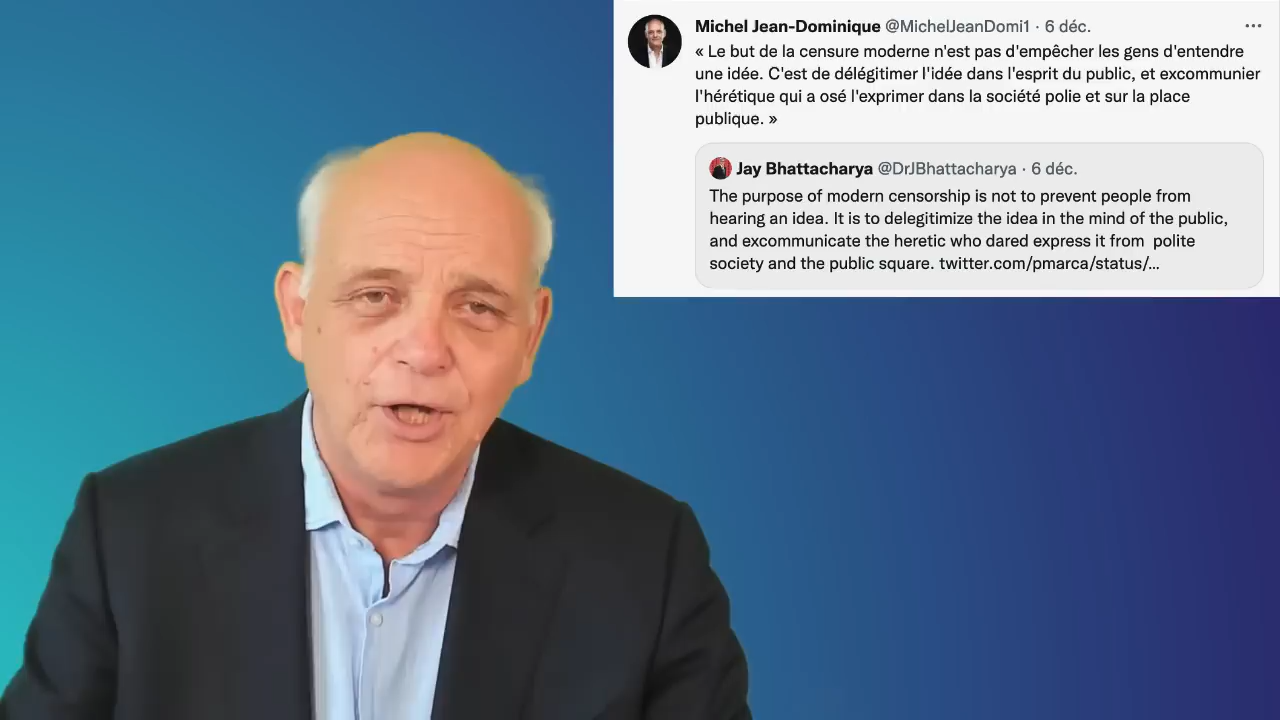 Michel Jean-Dominique @MichelJeanDomi1 · 6 déc.
« Le but de la censure moderne n'est pas d'empêcher les gens d'entendre
une idée. C'est de délégitimer l'idée dans l'esprit du public, et excommunier
l'hérétique qui a osé l'exprimer dans la société polie et sur la place
publique. »
Jay Bhattacharya @DrJBhattacharya · 6 déc.
The purpose of modern censorship is not to prevent people from
hearing an idea. It is to delegitimize the idea in the mind of the public,
and excommunicate the heretic who dared express it from polite
society and the public square. twitter.com/pmarca/status/...